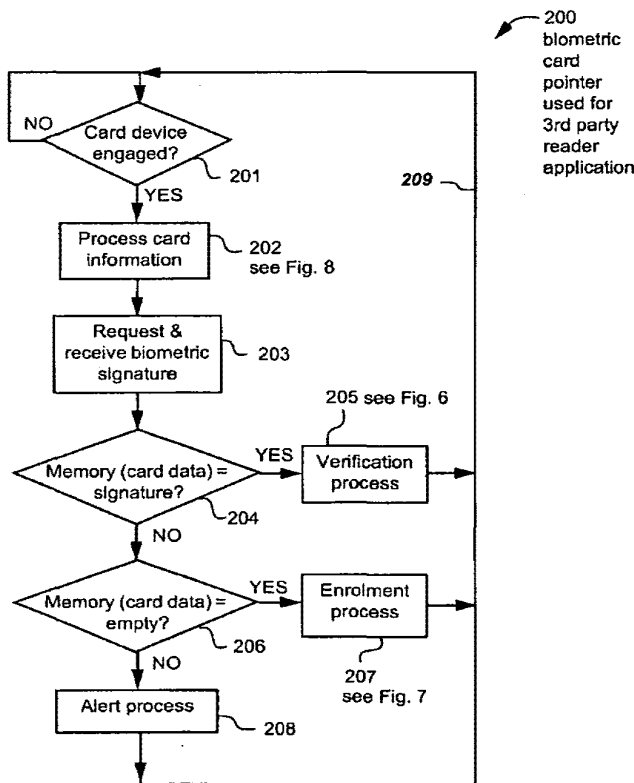 200
biometric
card
pointer
used for
3rd party
reader
application
NO
Card device
engaged?
201
209
YES
Process card
information
202
see Fig. 8
Request &
receive biometric
signature
203
205 see Fig. 6
YES
Memory (card data) =
signature?
204
Verification
process
NO
YES
Memory (card data) =
empty?
206
Enrolment
process
NO
207
see Fig. 7
Alert process
208